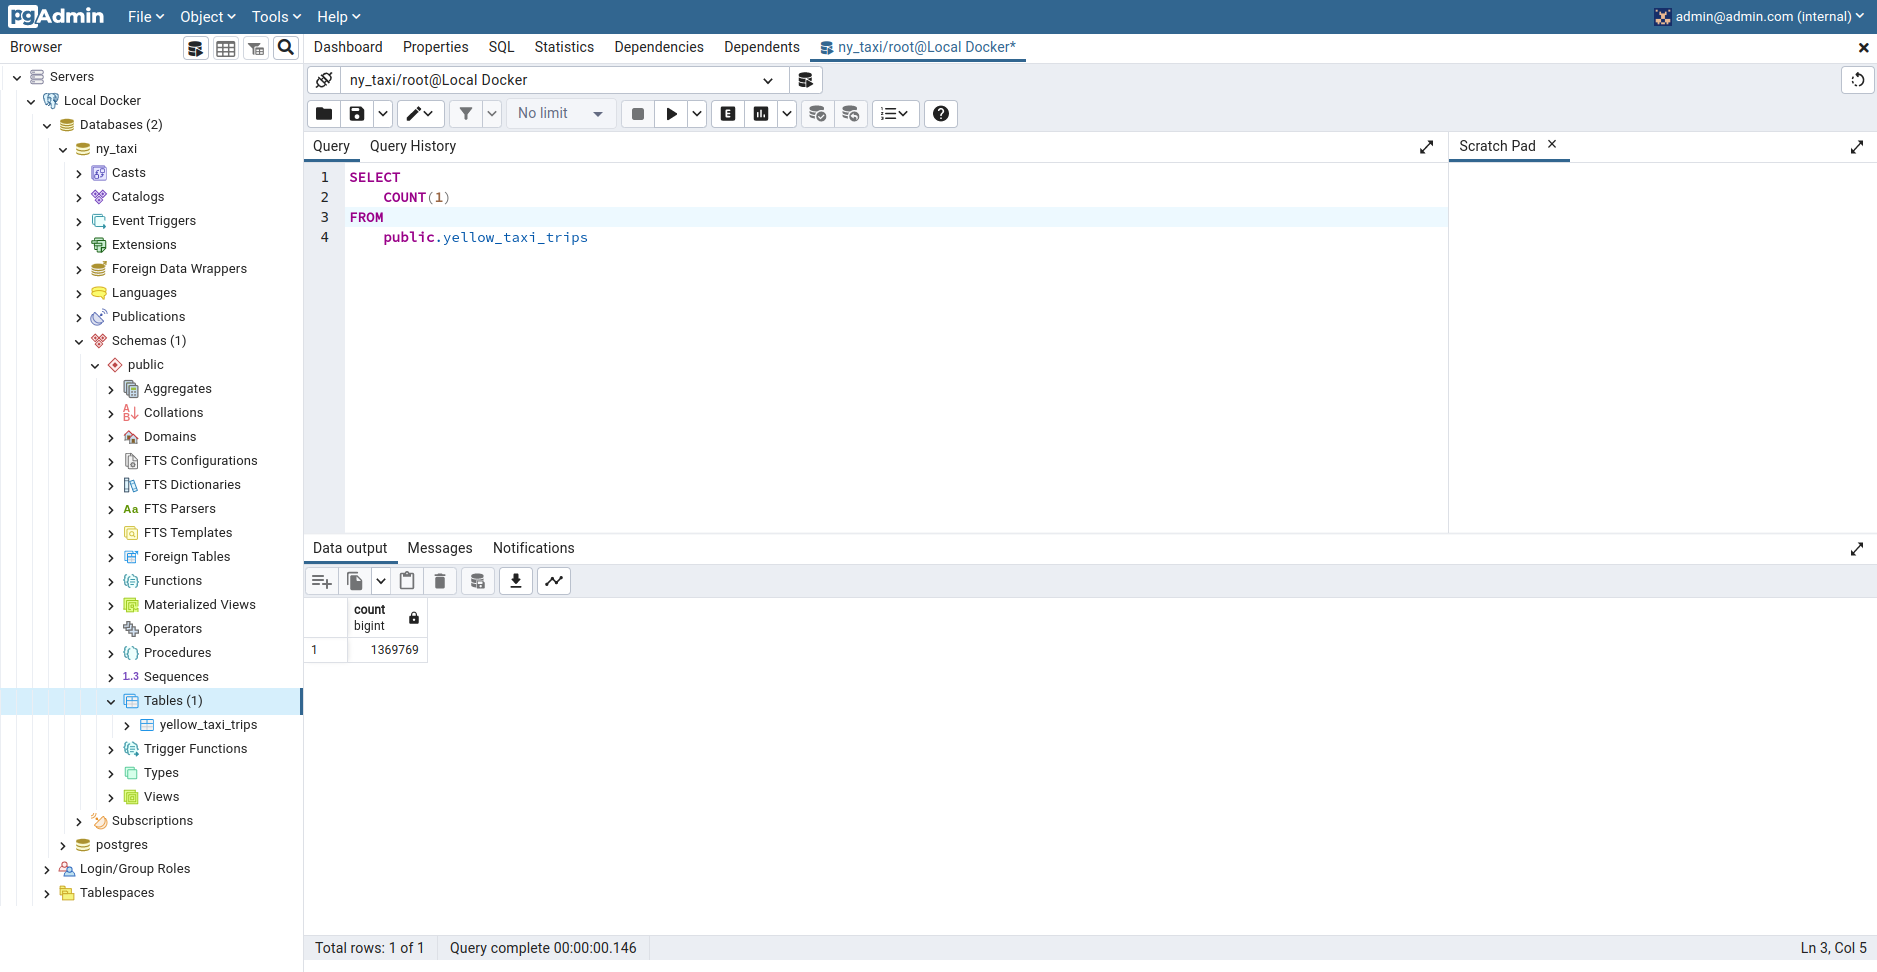 pgAdmin File Object Tools Help admin@admin.com (internal)
Browser
Dashboard Properties SQL Statistics Dependencies Dependents ny_taxi/root@Local Docker*
Servers
Local Docker
Databases (2)
ny_taxi
Casts
Catalogs
Event Triggers
Extensions
Foreign Data Wrappers
Languages
Publications
Schemas (1)
public
Aggregates
Collations
Domains
FTS Configurations
FTS Dictionaries
Aa FTS Parsers
FTS Templates
Foreign Tables
Functions
Materialized Views
Operators
Procedures
1..3 Sequences
Tables (1)
yellow_taxi_trips
Trigger Functions
Types
Views
Subscriptions
postgres
Login/Group Roles
Tablespaces
ny_taxi/root@Local Docker
No limit E
Query Query History
Scratch Pad
1 SELECT
2 COUNT(1)
3 FROM
4 public.yellow_taxi_trips
Data output Messages Notifications
count
bigint
1 1369769
Total rows: 1 of 1 Query complete 00:00:00.146 Ln 3, Col 5